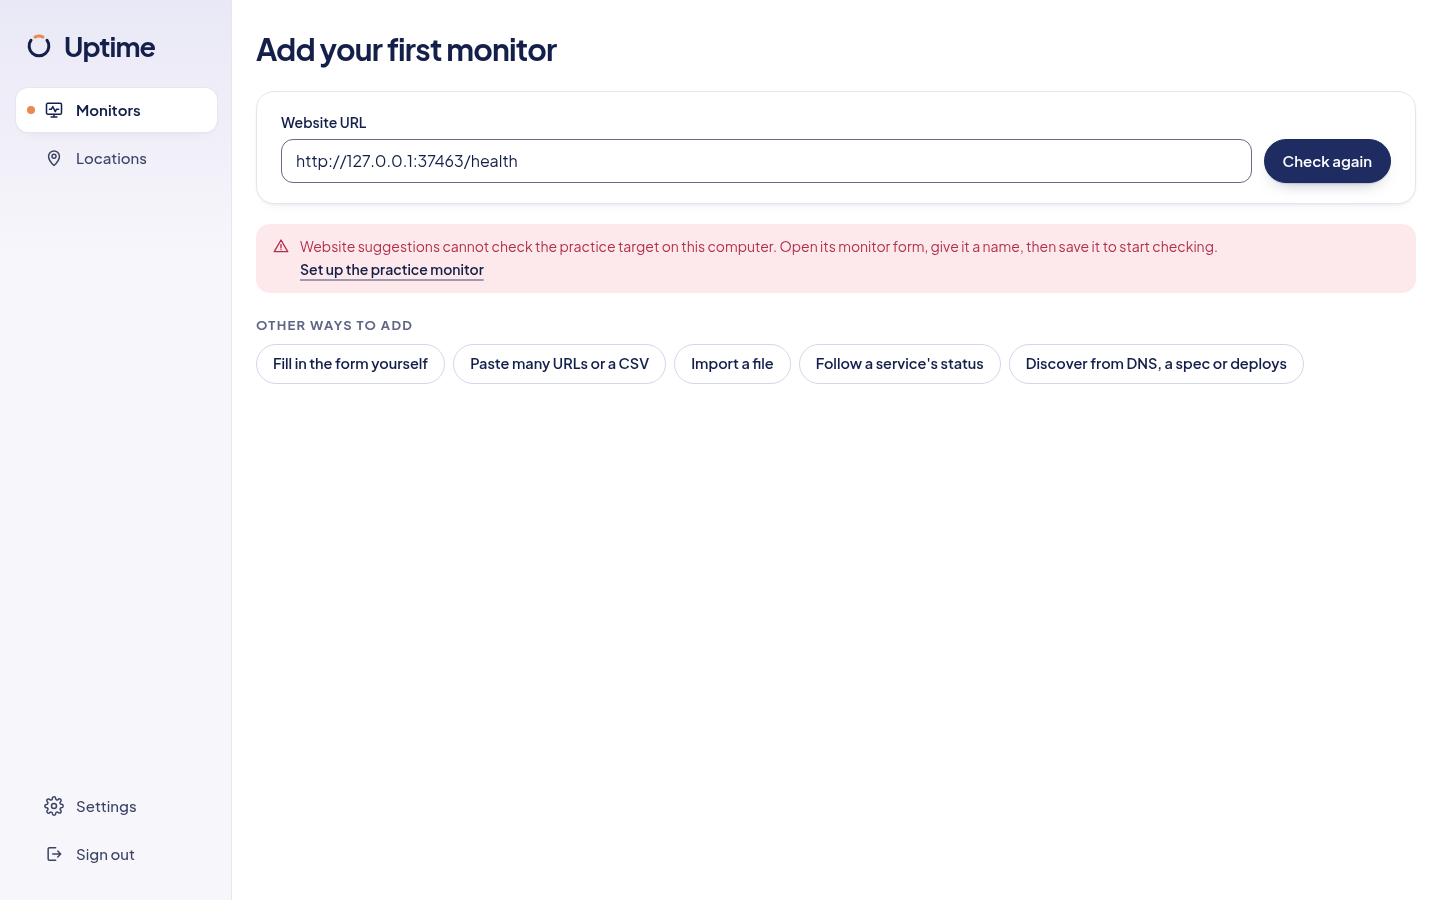 Uptime
Monitors
Locations
Settings
Sign out
Add your first monitor
Website URL
http://127.0.0.1:37463/health
Check again
Website suggestions cannot check the practice target on this computer. Open its monitor form, give it a name, then save it to start checking.
Set up the practice monitor
OTHER WAYS TO ADD
Fill in the form yourself
Paste many URLs or a CSV
Import a file
Follow a service's status
Discover from DNS, a spec or deploys